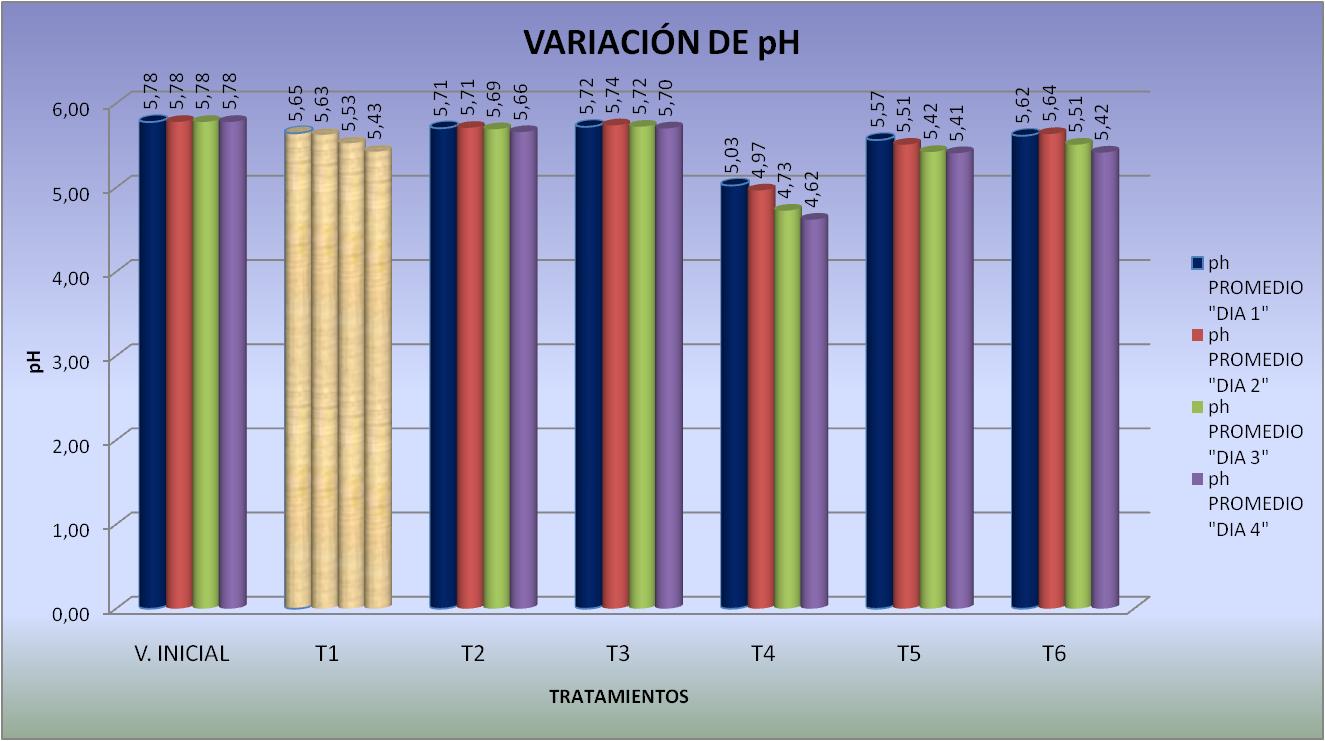 VARIACIÓN DE pH
5,78 5,78 5,78 5,78
5,65 5,63 5,53 5,43
5,71 5,71 5,69 5,66
5,72 5,74 5,72 5,70
5,03 4,97 4,73 4,62
5,57 5,51 5,42 5,41
5,62 5,64 5,51 5,42
6,00
5,00
4,00
3,00
2,00
1,00
0,00
pH
V. INICIAL T1 T2 T3 T4 T5 T6
TRATAMIENTOS
ph
PROMEDIO
"DIA 1"
ph
PROMEDIO
"DIA 2"
ph
PROMEDIO
"DIA 3"
ph
PROMEDIO
"DIA 4"